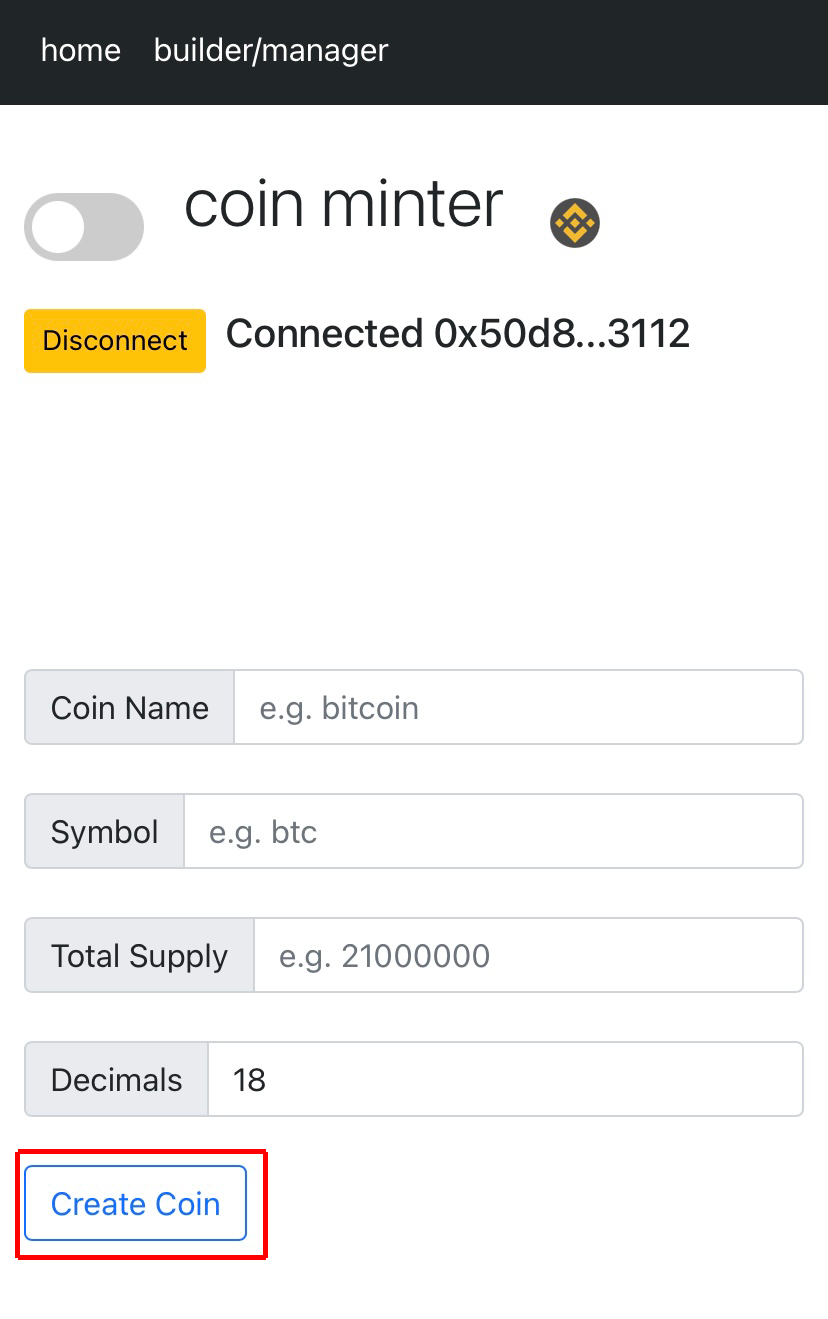 home builder/manager
coin minter
Disconnect Connected 0x50d8...3112
Coin Name e.g. bitcoin
Symbol e.g. btc
Total Supply e.g. 21000000
Decimals 18
Create Coin